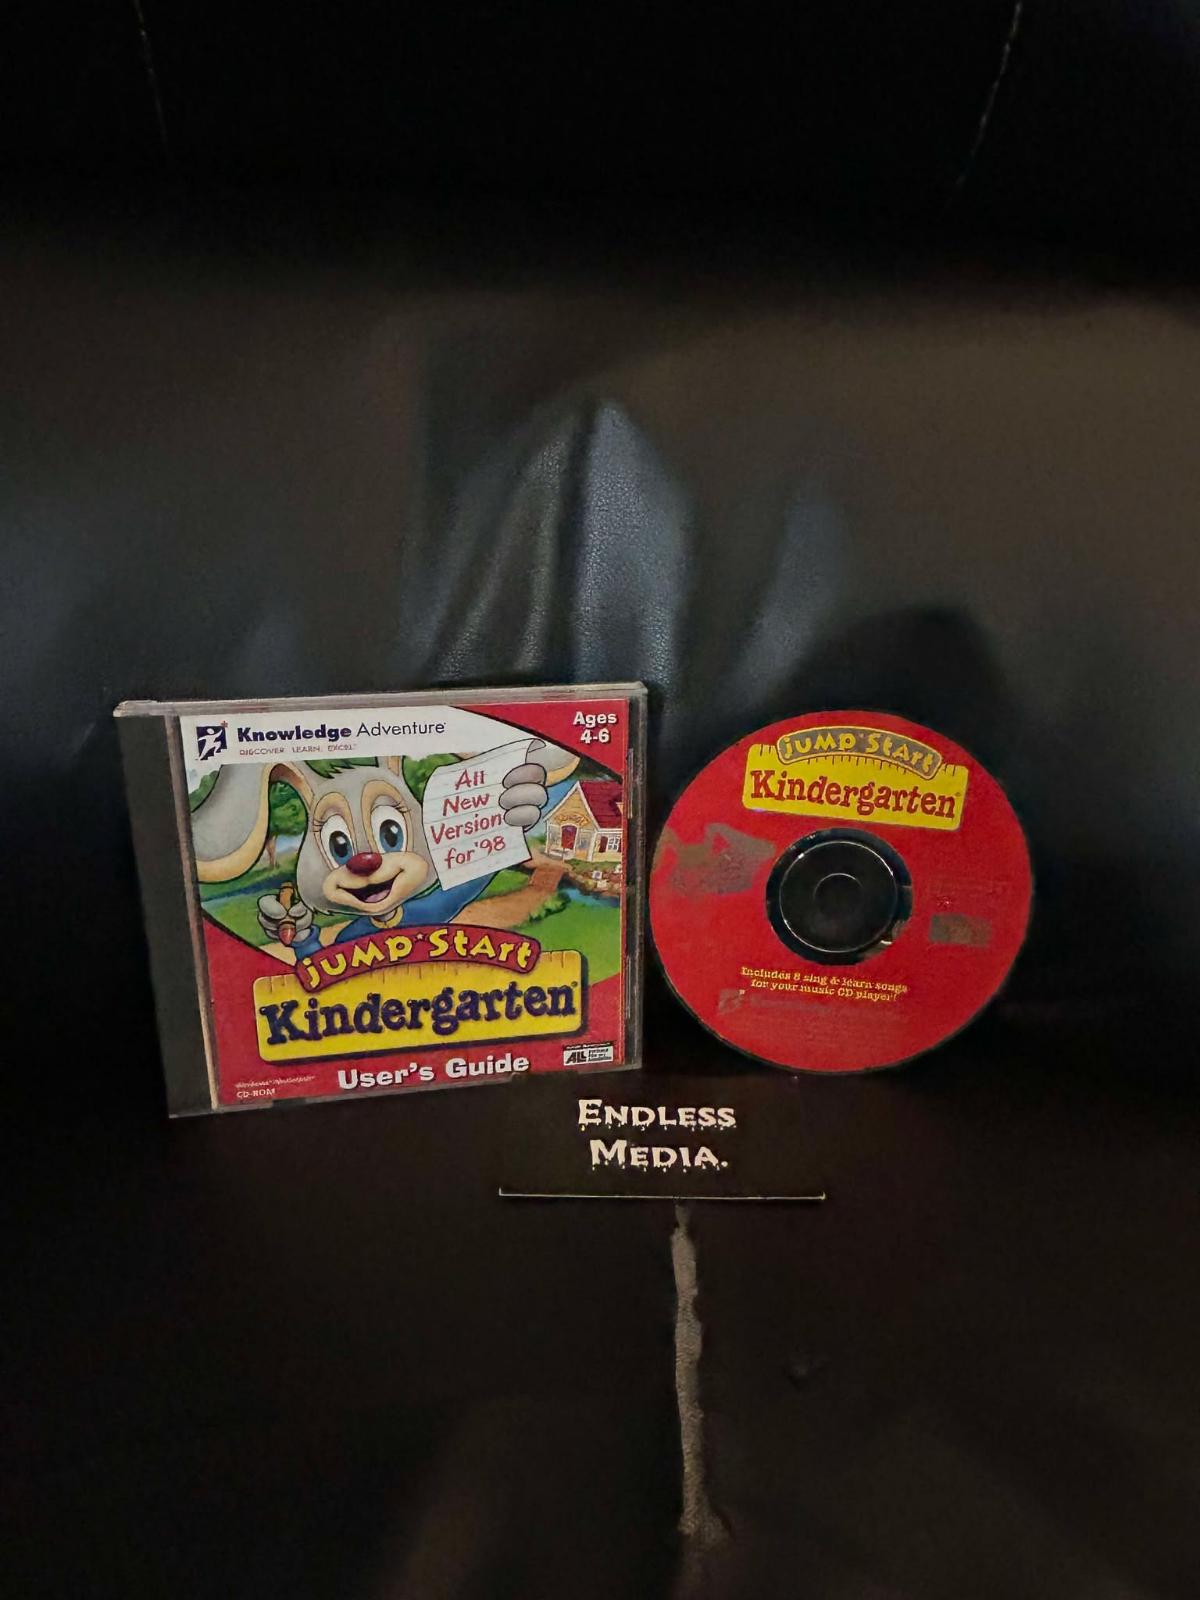 Knowledge Adventure
DISCOVER. LEARN. EXCEL.
Ages
4-6
All
New
Version
for '98
JumpStart
Kindergarten
User's Guide
CD-ROM
ALL
JumpStart
Kindergarten
Includes 8 sing & learn songs
for your music CD player!
ENDLESS
MEDIA.